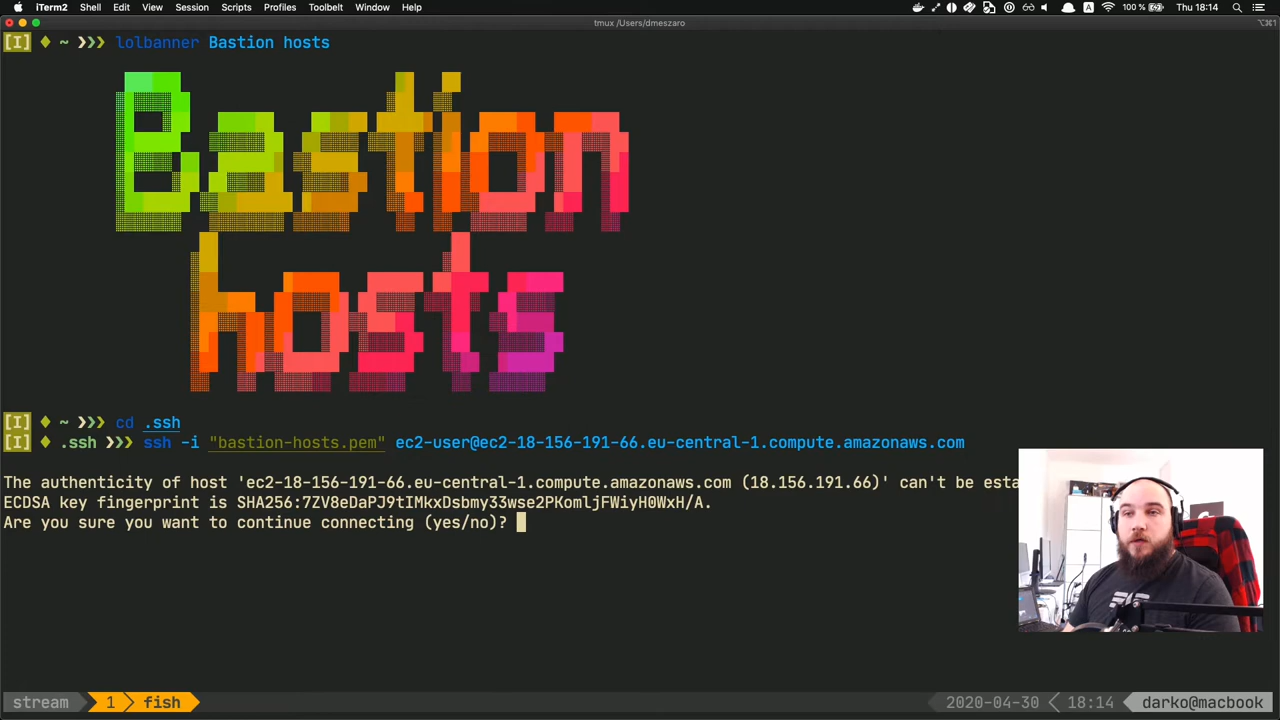 iTerm2 Shell Edit View Session Scripts Profiles Toolbelt Window Help 100 % Thu 18:14
tmux /Users/dmeszaro
[I] ♦ ~ ❯❯❯ lolbanner Bastion hosts
Bastion
hosts
[I] ♦ ~ ❯❯❯ cd .ssh
[I] ♦ .ssh ❯❯❯ ssh -i "bastion-hosts.pem" ec2-user@ec2-18-156-191-66.eu-central-1.compute.amazonaws.com
The authenticity of host 'ec2-18-156-191-66.eu-central-1.compute.amazonaws.com (18.156.191.66)' can't be esta
ECDSA key fingerprint is SHA256:7ZV8eDaPJ9tIMkxDsbmy33wse2PKomljFWiyH0WxH/A.
Are you sure you want to continue connecting (yes/no)?
stream 1 fish 2020-04-30 18:14 darko@macbook